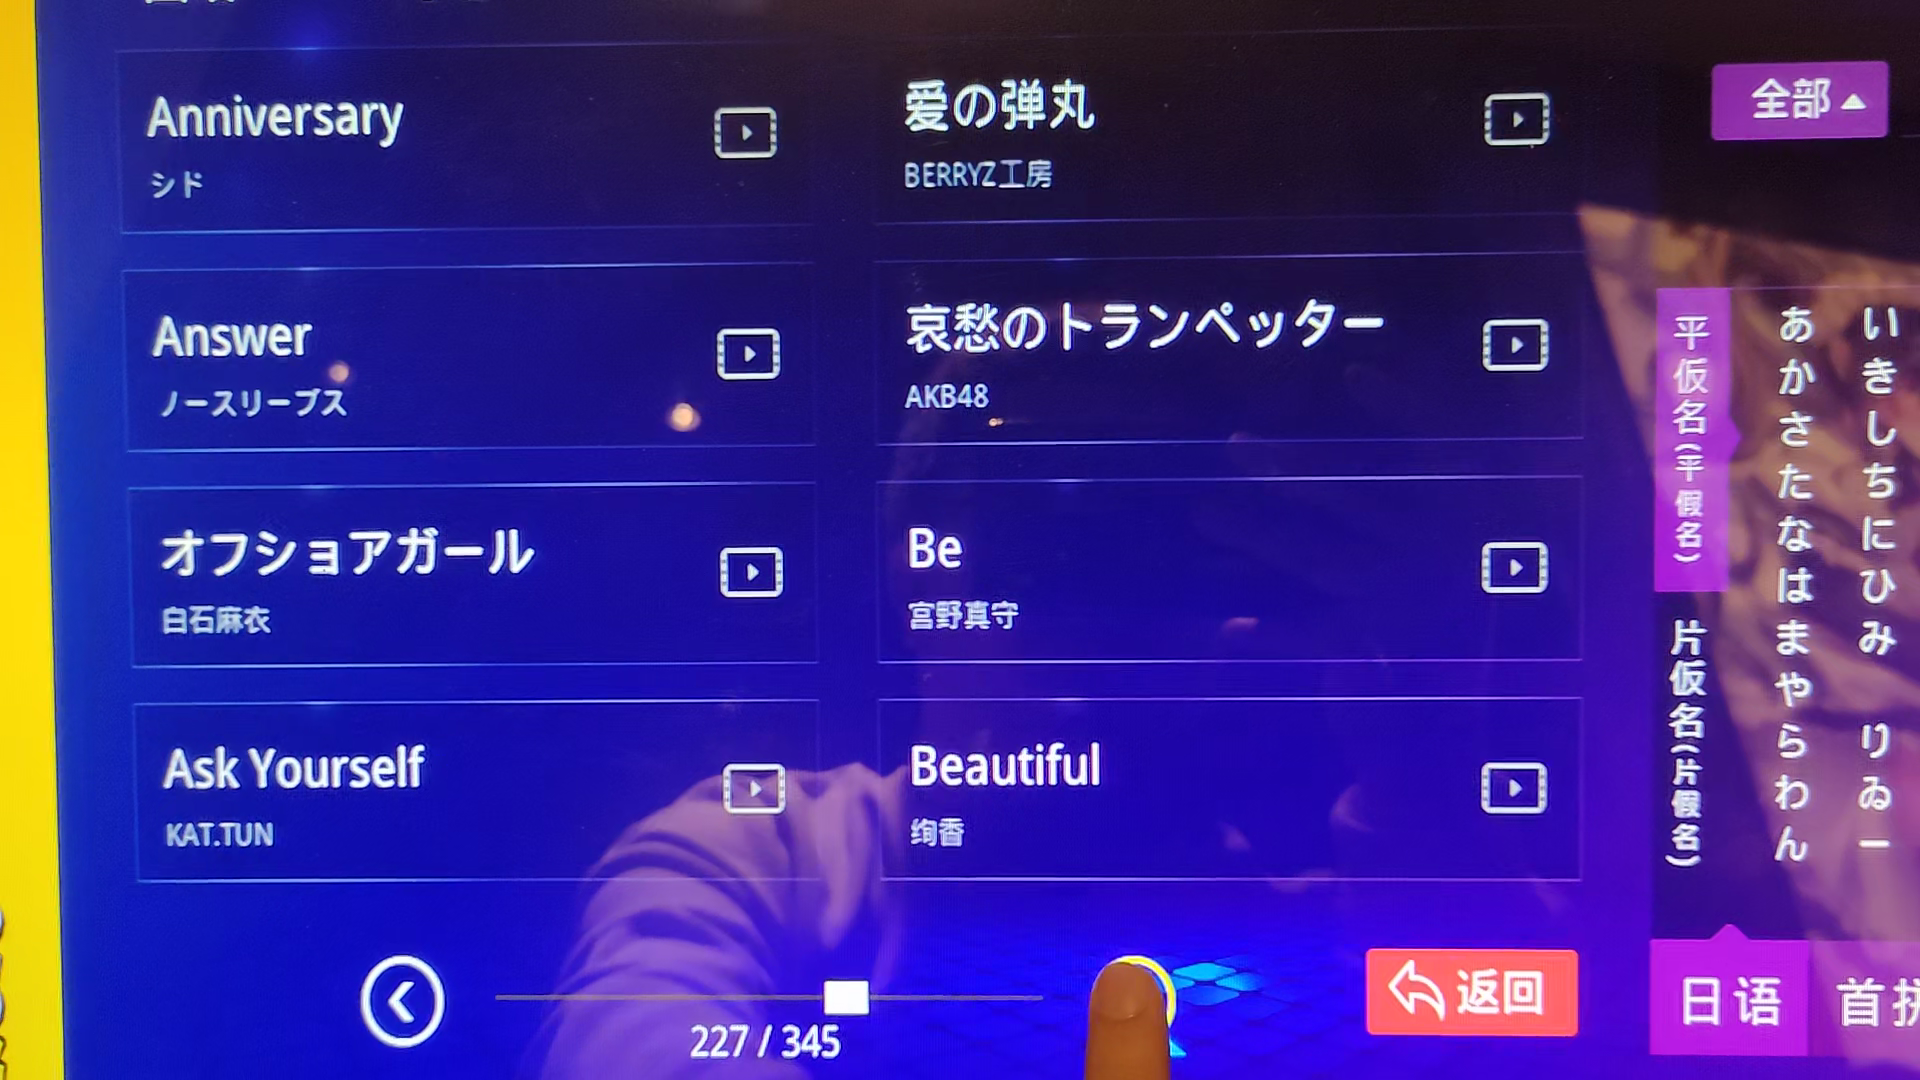 Anniversary
シド
爱の弾丸
BERRYZ工房
Answer
ノースリーブス
哀愁のトランペッター
AKB48
オフショアガール
白石麻衣
Be
宫野真守
Ask Yourself
KAT.TUN
Beautiful
绚香
227 / 345
返回
全部
平仮名(平假名)
片仮名(片假名)
あかさたなはまやらわん
いきしちにひみ りゐー
日语
首拼